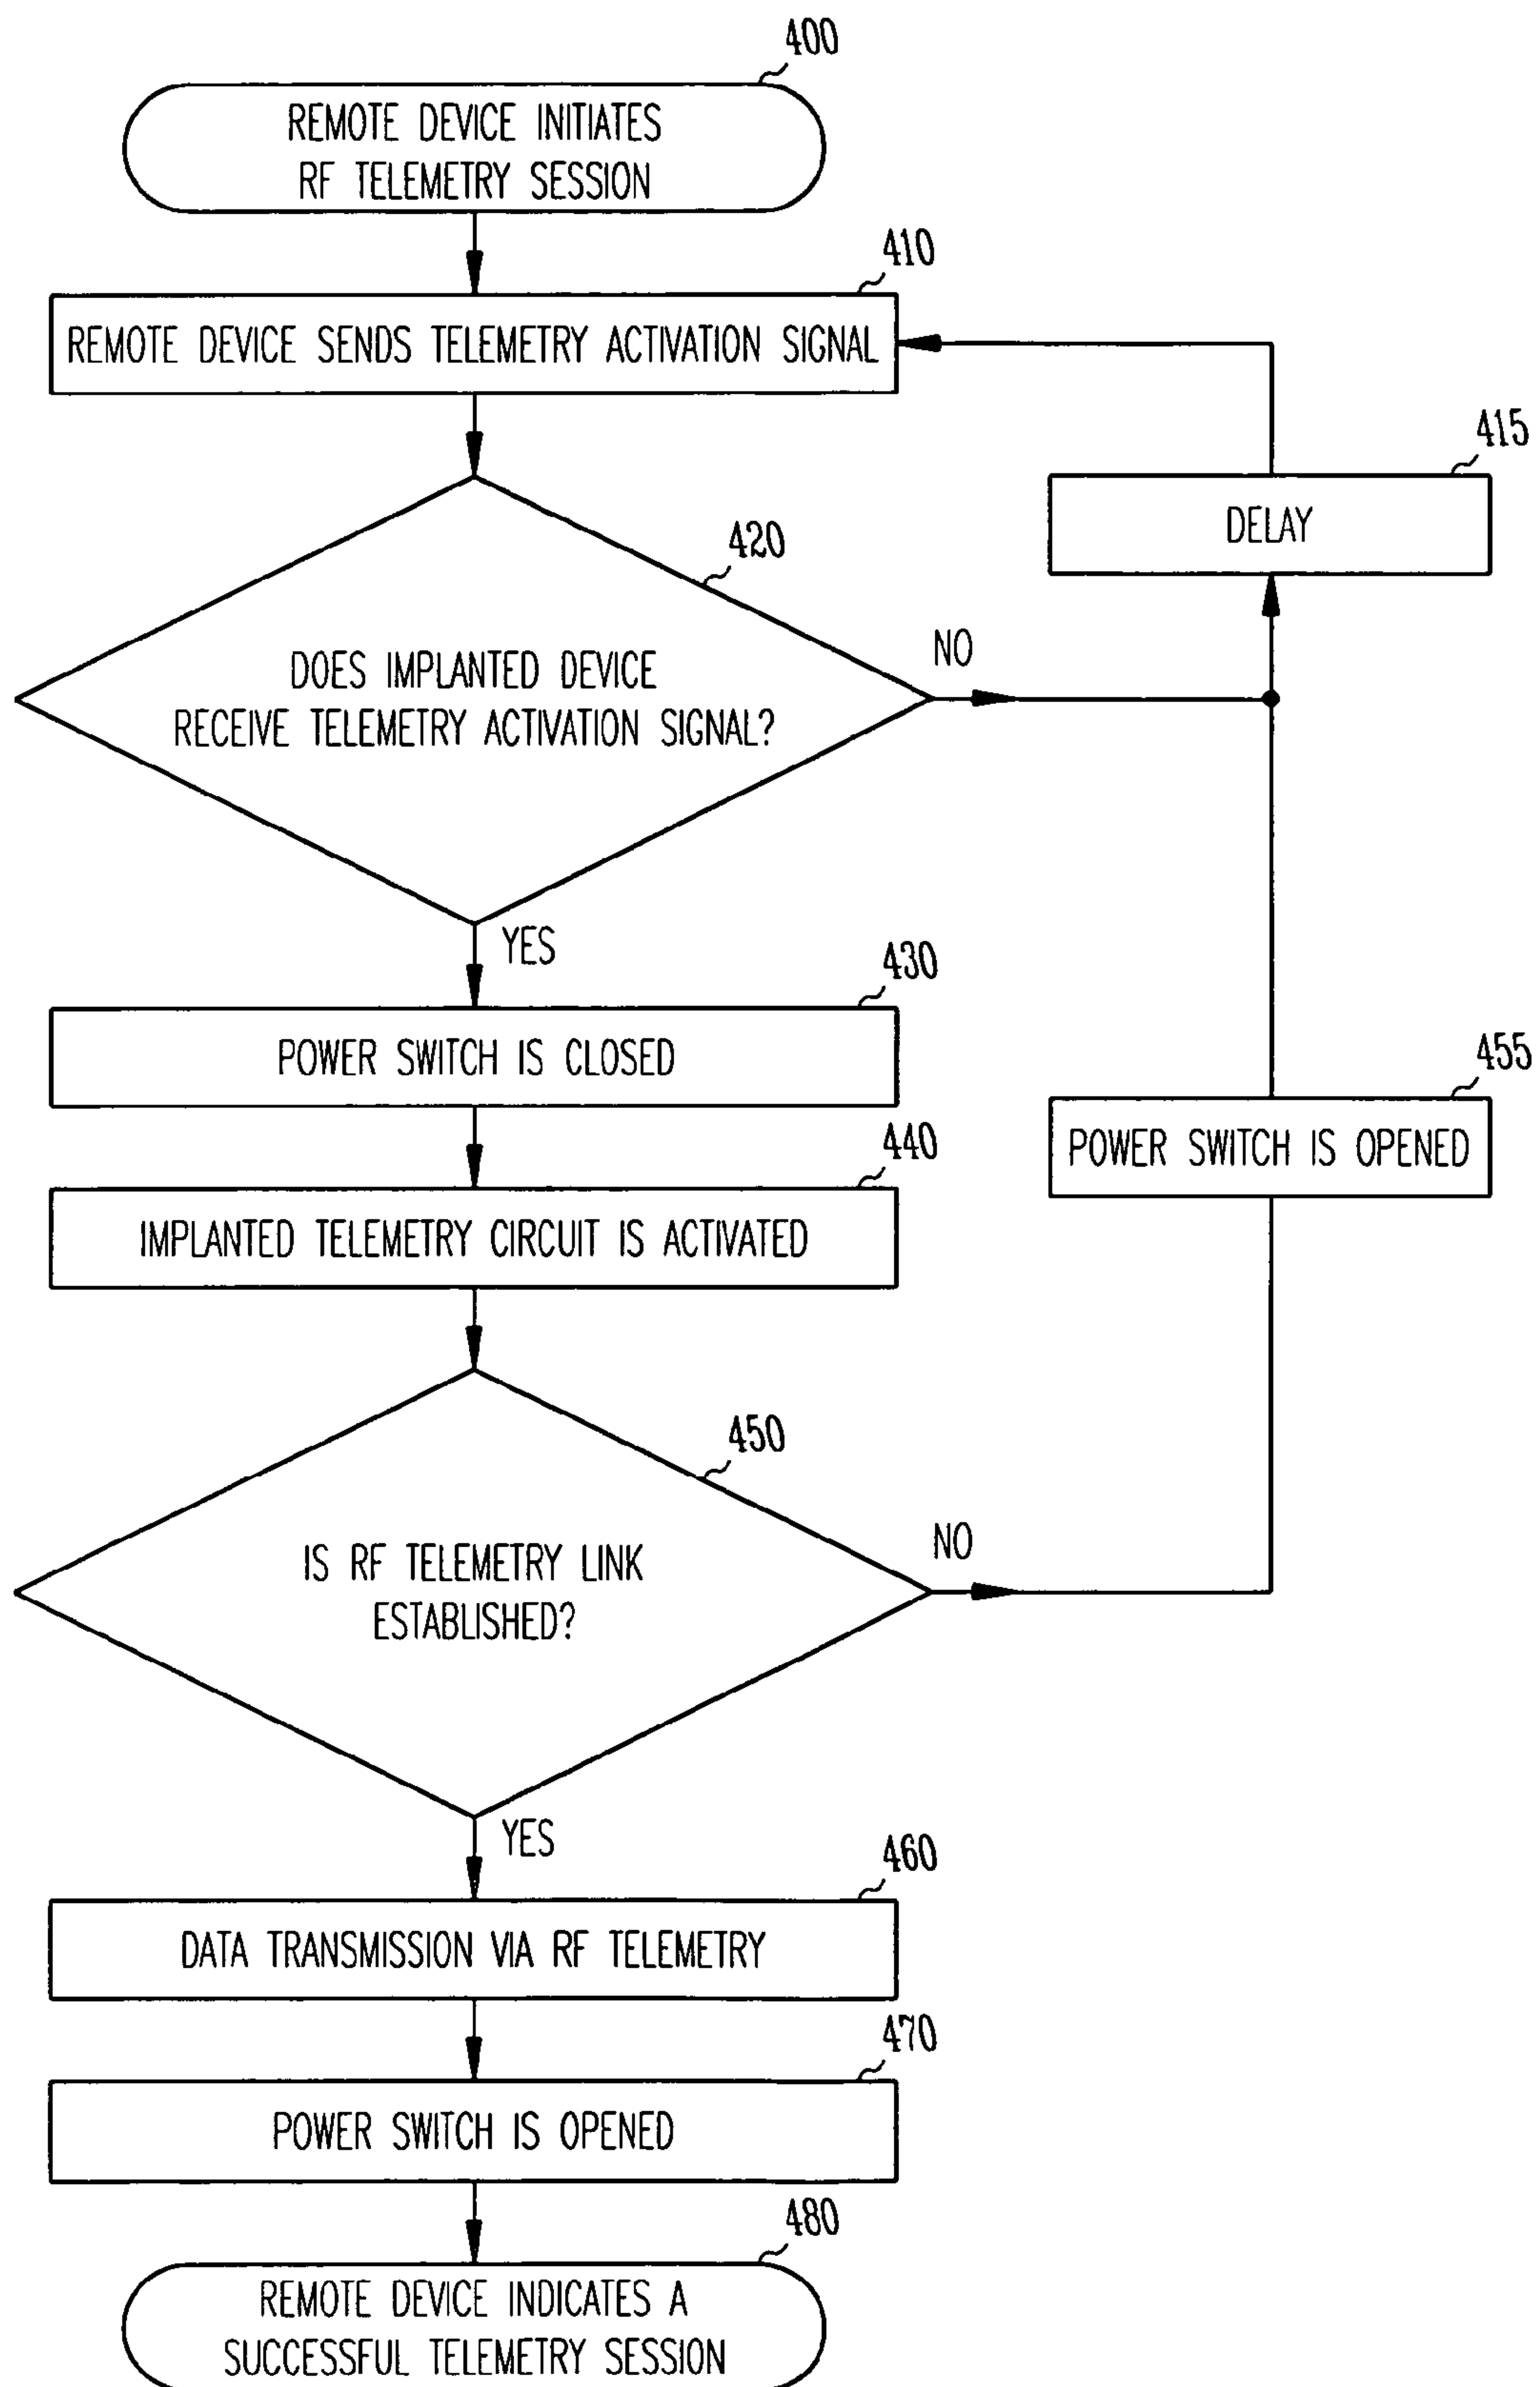 400
REMOTE DEVICE INITIATES
RF TELEMETRY SESSION
410
REMOTE DEVICE SENDS TELEMETRY ACTIVATION SIGNAL
415
DELAY
420
DOES IMPLANTED DEVICE
RECEIVE TELEMETRY ACTIVATION SIGNAL?
NO
YES
430
POWER SWITCH IS CLOSED
455
POWER SWITCH IS OPENED
440
IMPLANTED TELEMETRY CIRCUIT IS ACTIVATED
450
IS RF TELEMETRY LINK
ESTABLISHED?
NO
YES
460
DATA TRANSMISSION VIA RF TELEMETRY
470
POWER SWITCH IS OPENED
480
REMOTE DEVICE INDICATES A
SUCCESSFUL TELEMETRY SESSION